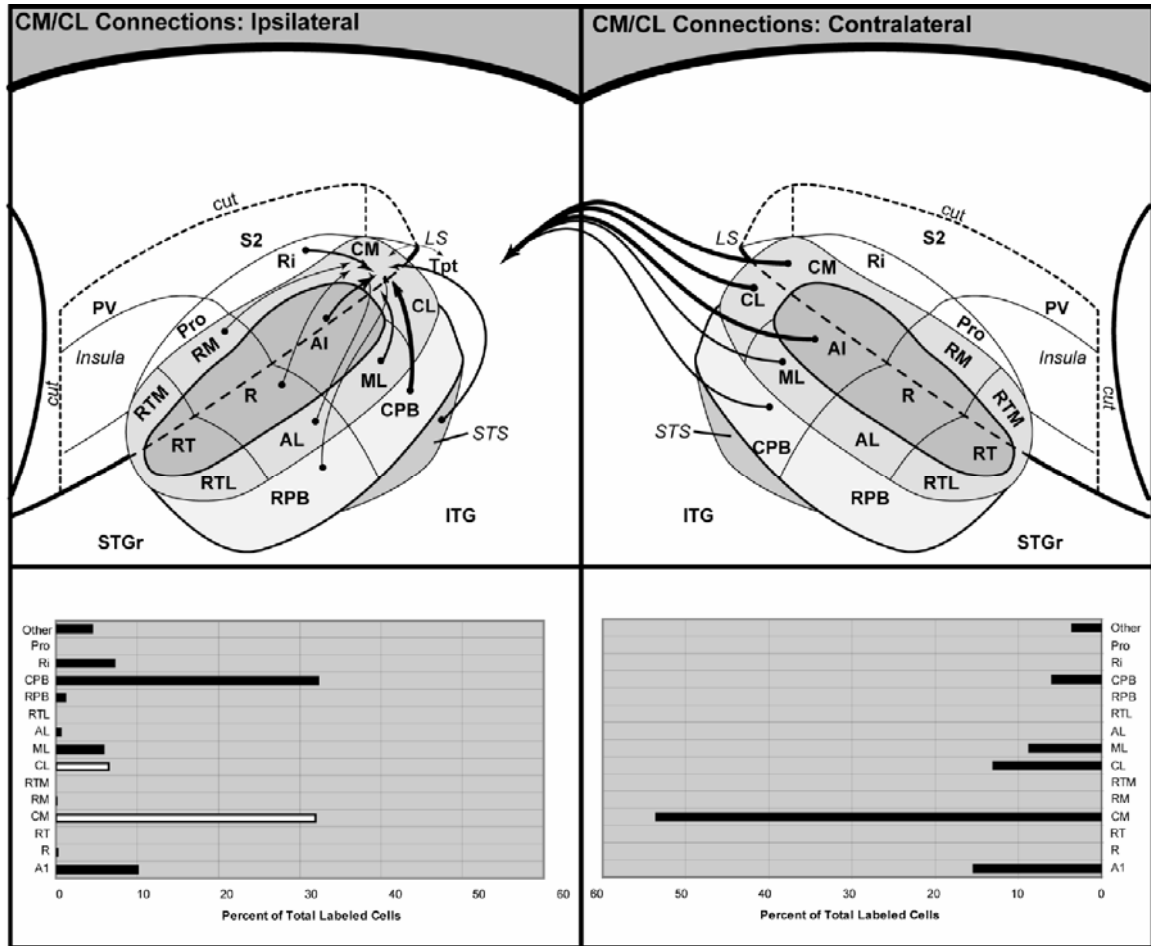 CM/CL Connections: Ipsilateral
CM/CL Connections: Contralateral
cut
S2
Ri
CM
LS
Tpt
PV
Pro
CL
Insula
RM
AI
cut
ML
RTM
R
CPB
RT
AL
STS
RTL
RPB
ITG
STGr
cut
LS
S2
CM
Ri
CL
PV
Pro
AI
RM
Insula
ML
cut
R
RTM
STS
CPB
AL
RT
RTL
ITG
RPB
STGr
Other
Pro
Ri
CPB
RPB
RTL
AL
ML
CL
RTM
RM
CM
RT
R
A1
0 10 20 30 40 50 60
Percent of Total Labeled Cells
Other
Pro
Ri
CPB
RPB
RTL
AL
ML
CL
RTM
RM
CM
RT
R
A1
60 50 40 30 20 10 0
Percent of Total Labeled Cells